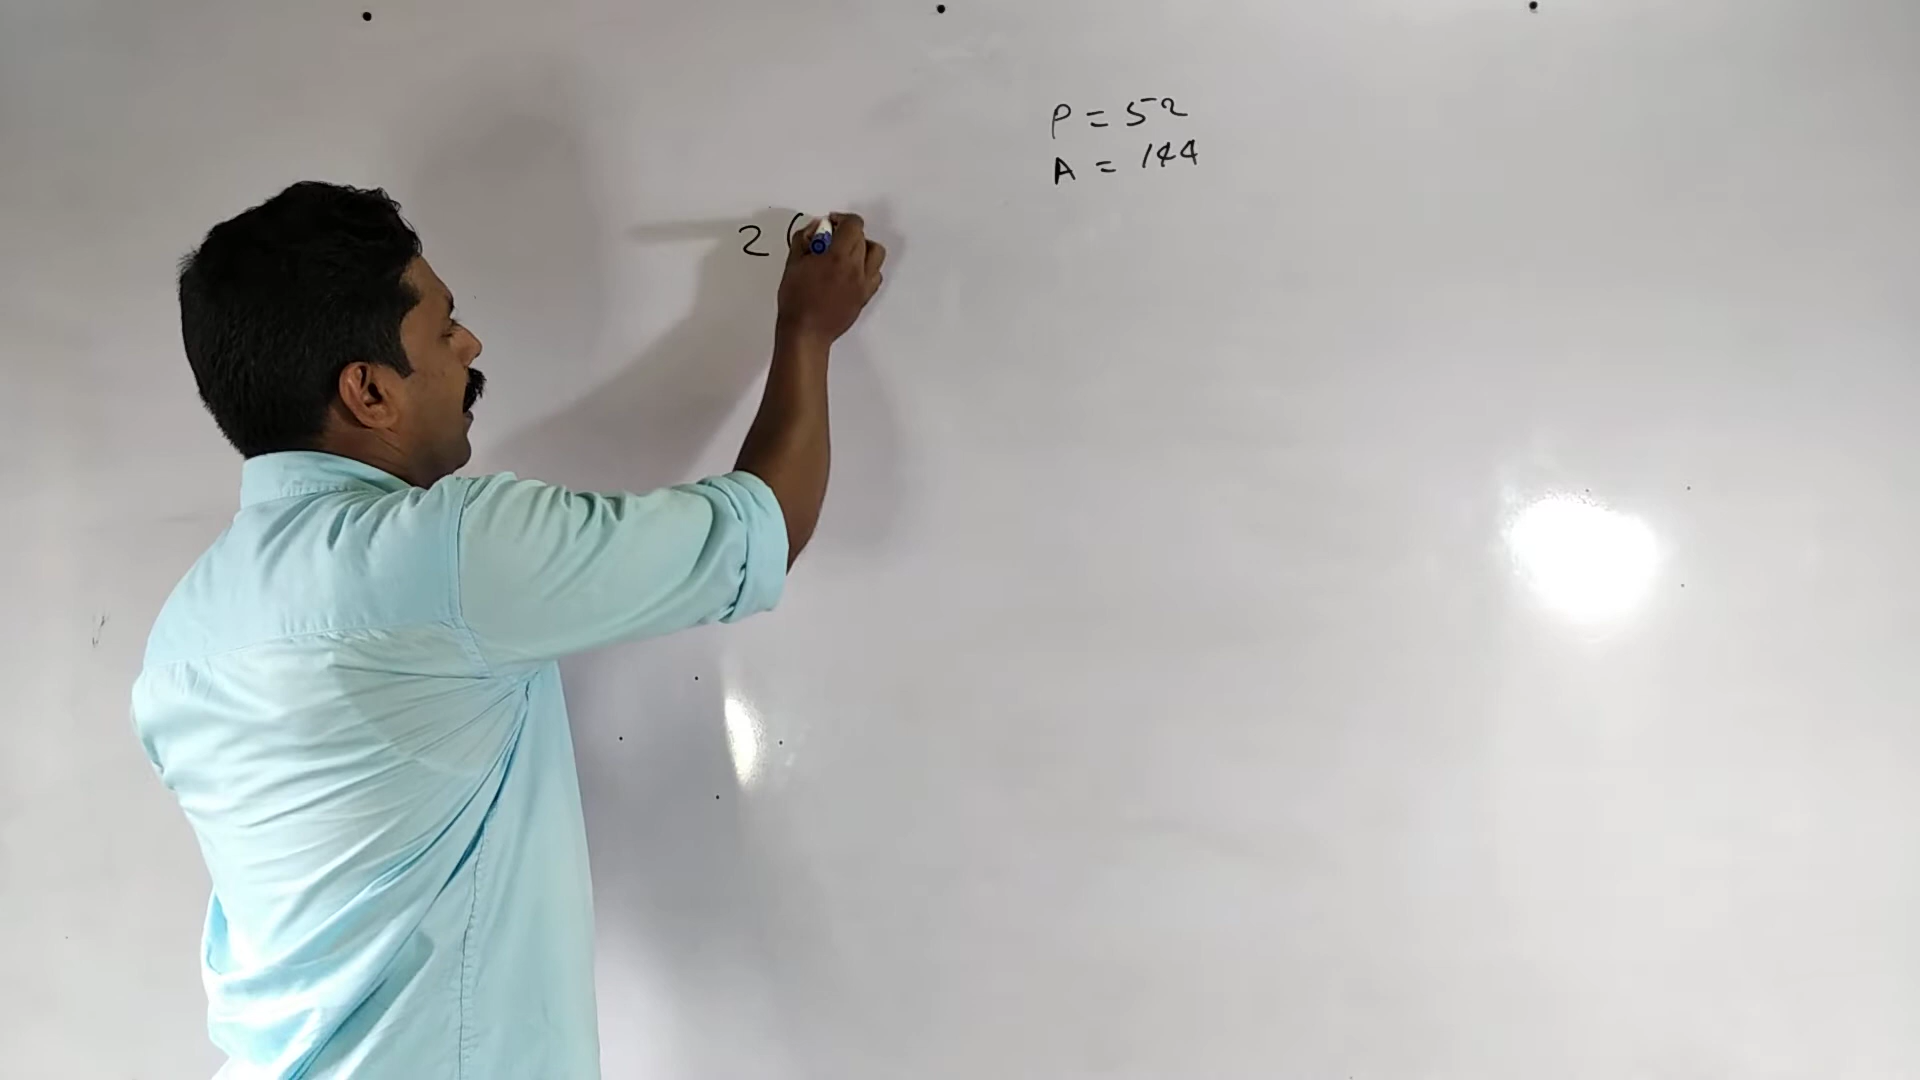 P = 52
A = 144
2 (